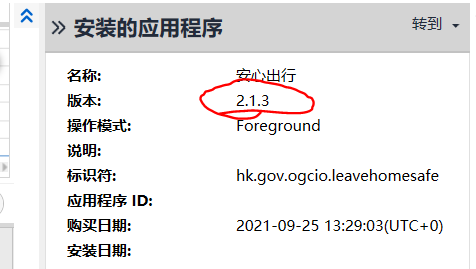 安装的应用程序 转到
名称: 安心出行
版本: 2.1.3
操作模式: Foreground
说明:
标识符: hk.gov.ogcio.leavehomesafe
应用程序 ID:
购买日期: 2021-09-25 13:29:03(UTC+0)
安装日期: